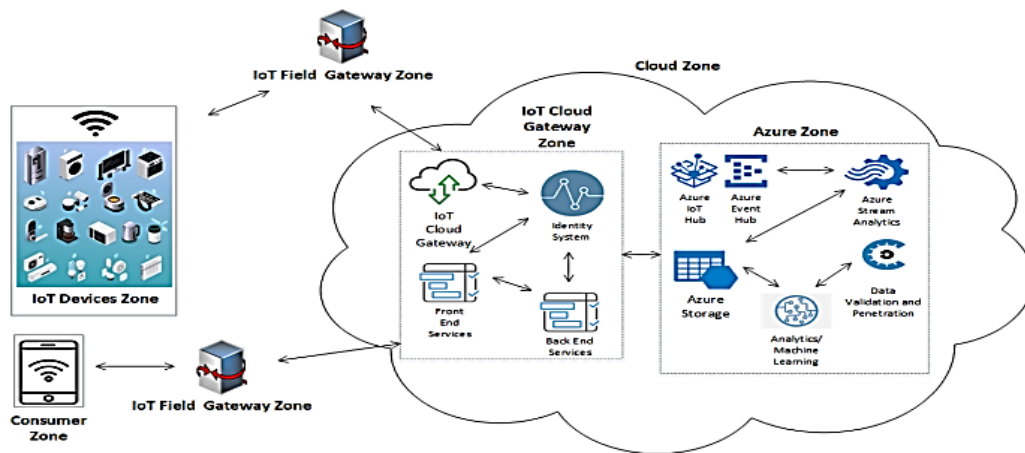 IoT Field Gateway Zone
Cloud Zone
IoT Cloud
Gateway
Zone
Azure Zone
IoT
Cloud
Gateway
Identity
System
Azure
IoT
Hub
Azure
Event
Hub
Azure
Stream
Analytics
IoT Devices Zone
Front
End
Services
Back End
Services
Azure
Storage
Analytics/
Machine
Learning
Data
Validation and
Penetration
IoT Field Gateway Zone
Consumer
Zone